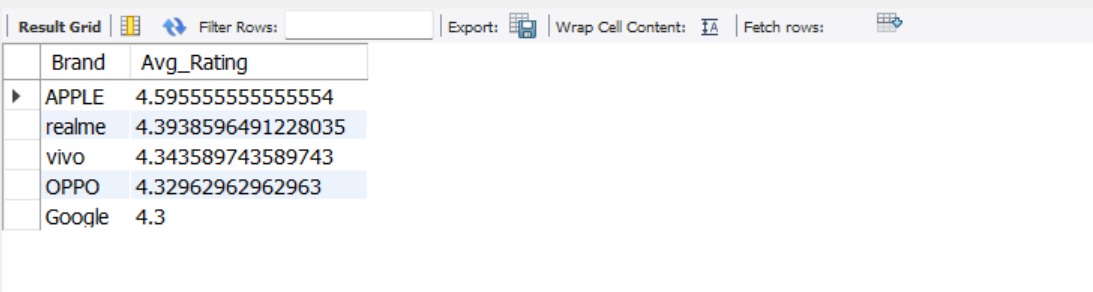 Result Grid Filter Rows: Export: Wrap Cell Content: IA Fetch rows:
Brand Avg_Rating
APPLE 4.595555555555554
realme 4.3938596491228035
vivo 4.343589743589743
OPPO 4.32962962962963
Google 4.3